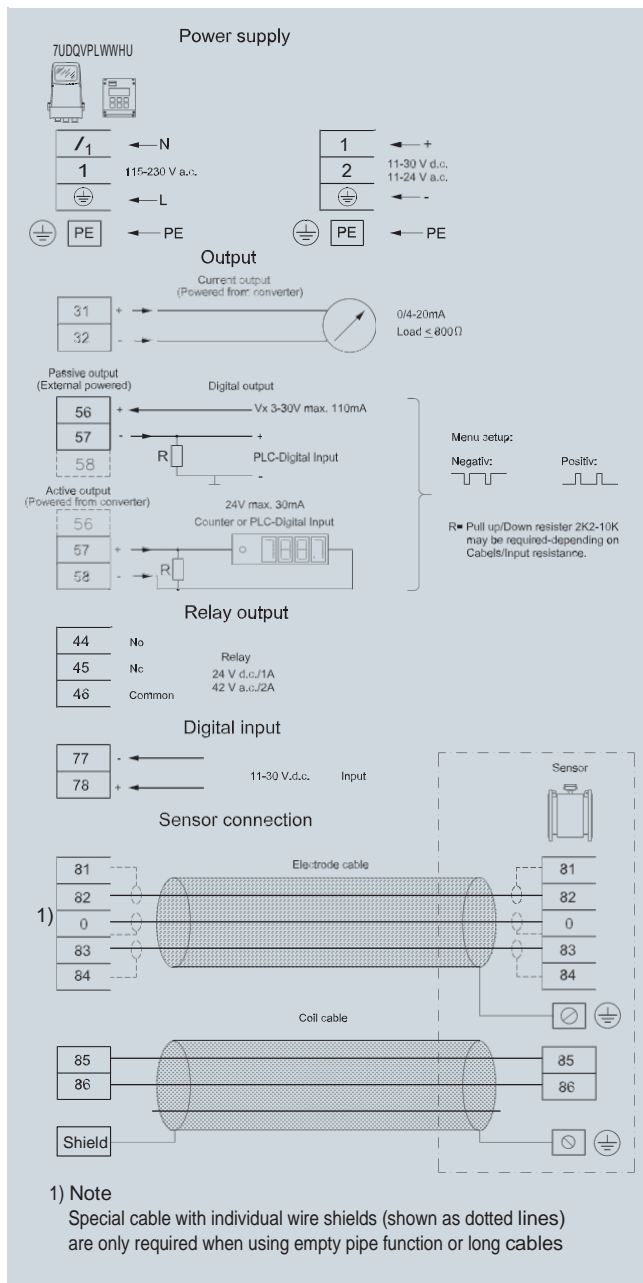 Power supply
7UDQVPLWWHU
/1 N
1 115-230 V a.c.
L
PE PE
1 +
2 11-30 V d.c.
11-24 V a.c.
-
PE PE
Output
Current output
(Powered from converter)
31 +
32 -
0/4-20mA
Load ≤ 800 Ω
Passive output
(External powered)
Digital output
56 + Vx 3-30V max. 110mA
57 - +
R PLC-Digital Input
58 -
Menu setup:
Negativ: Positiv:
Active output
(Powered from converter)
24V max. 30mA
Counter or PLC-Digital Input
56
57 +
R
58 -
R= Pull up/Down resister 2K2-10K
may be required-depending on
Cabels/Input resistance.
Relay output
44 No
45 Nc
46 Common
Relay
24 V d.c./1A
42 V a.c./2A
Digital input
77 -
78 +
11-30 V.d.c. Input
Sensor
Sensor connection
Electrode cable
81 81
82 82
1) 0 0
83 83
84 84
Coil cable
85 85
86 86
Shield
1) Note
Special cable with individual wire shields (shown as dotted lines)
are only required when using empty pipe function or long cables